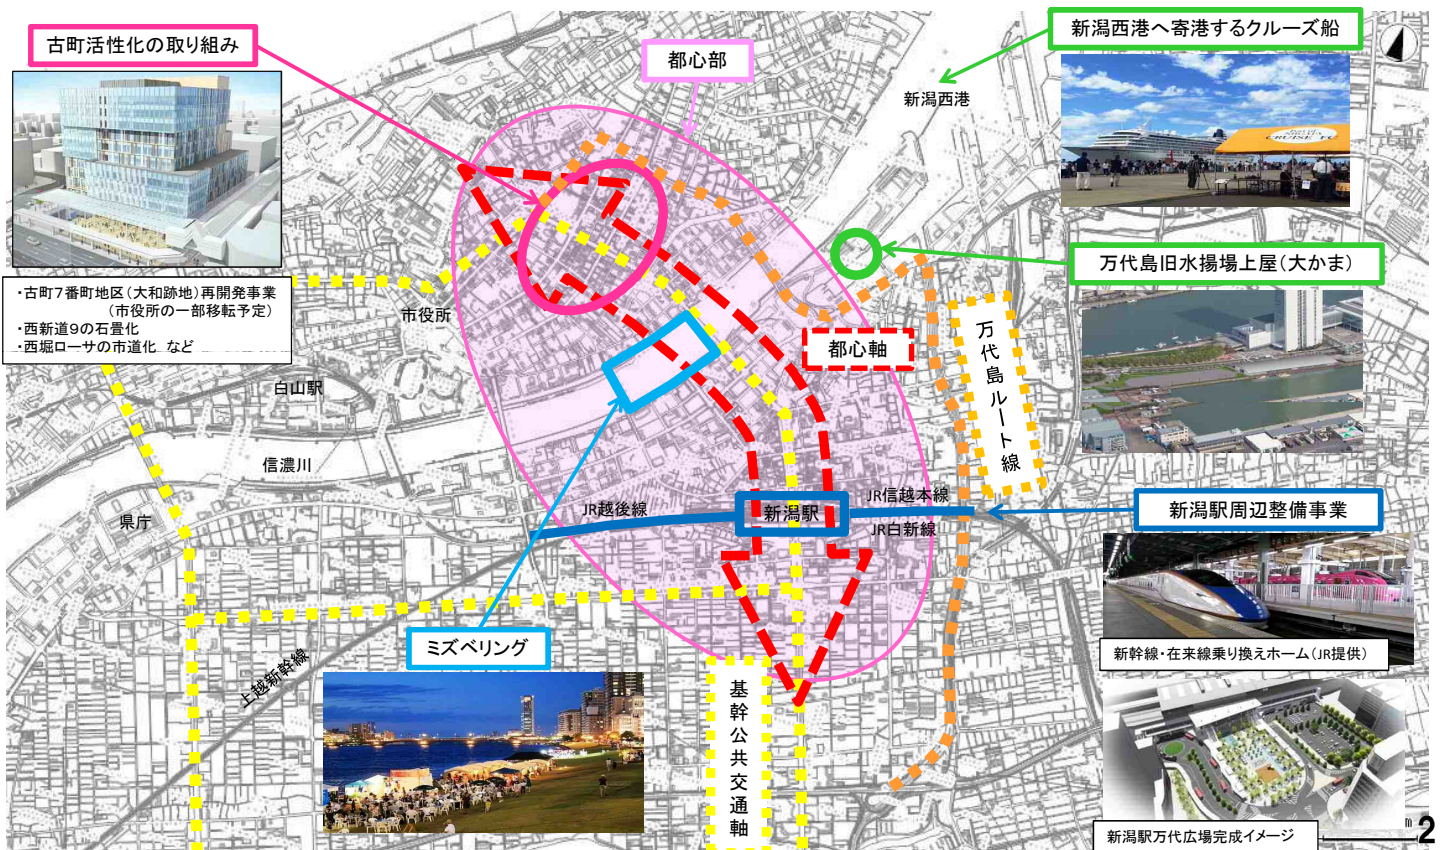 古町活性化の取り組み
都心部
新潟西港へ寄港するクルーズ船
新潟西港
CRUISE
・古町7番町地区(大和跡地)再開発事業
(市役所の一部移転予定)
・西新道9の石畳化
・西堀ローサの市道化 など
市役所
万代島旧水揚場上屋(大かま)
都心軸
万代島ルート線
白山駅
信濃川
県庁
JR越後線
新潟駅
JR信越本線
JR白新線
新潟駅周辺整備事業
ミズベリング
上越新幹線
基幹公共交通軸
新幹線・在来線乗り換えホーム(JR提供)
新潟駅万代広場完成イメージ
m
2